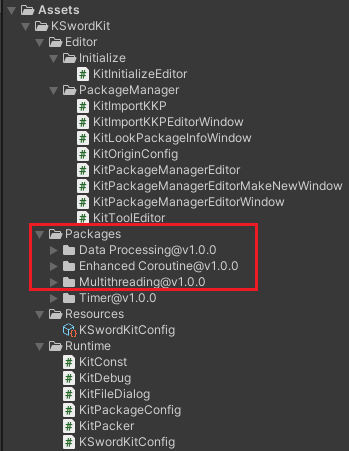 Assets
KSwordKit
Editor
Initialize
KitInitializeEditor
PackageManager
KitImportKKP
KitImportKKPEditorWindow
KitLookPackageInfoWindow
KitOriginConfig
KitPackageManagerEditor
KitPackageManagerEditorMakeNewWindow
KitPackageManagerEditorWindow
KitToolEditor
Packages
Data Processing@v1.0.0
Enhanced Coroutine@v1.0.0
Multithreading@v1.0.0
Timer@v1.0.0
Resources
KSwordKitConfig
Runtime
KitConst
KitDebug
KitFileDialog
KitPackageConfig
KitPacker
KSwordKitConfig